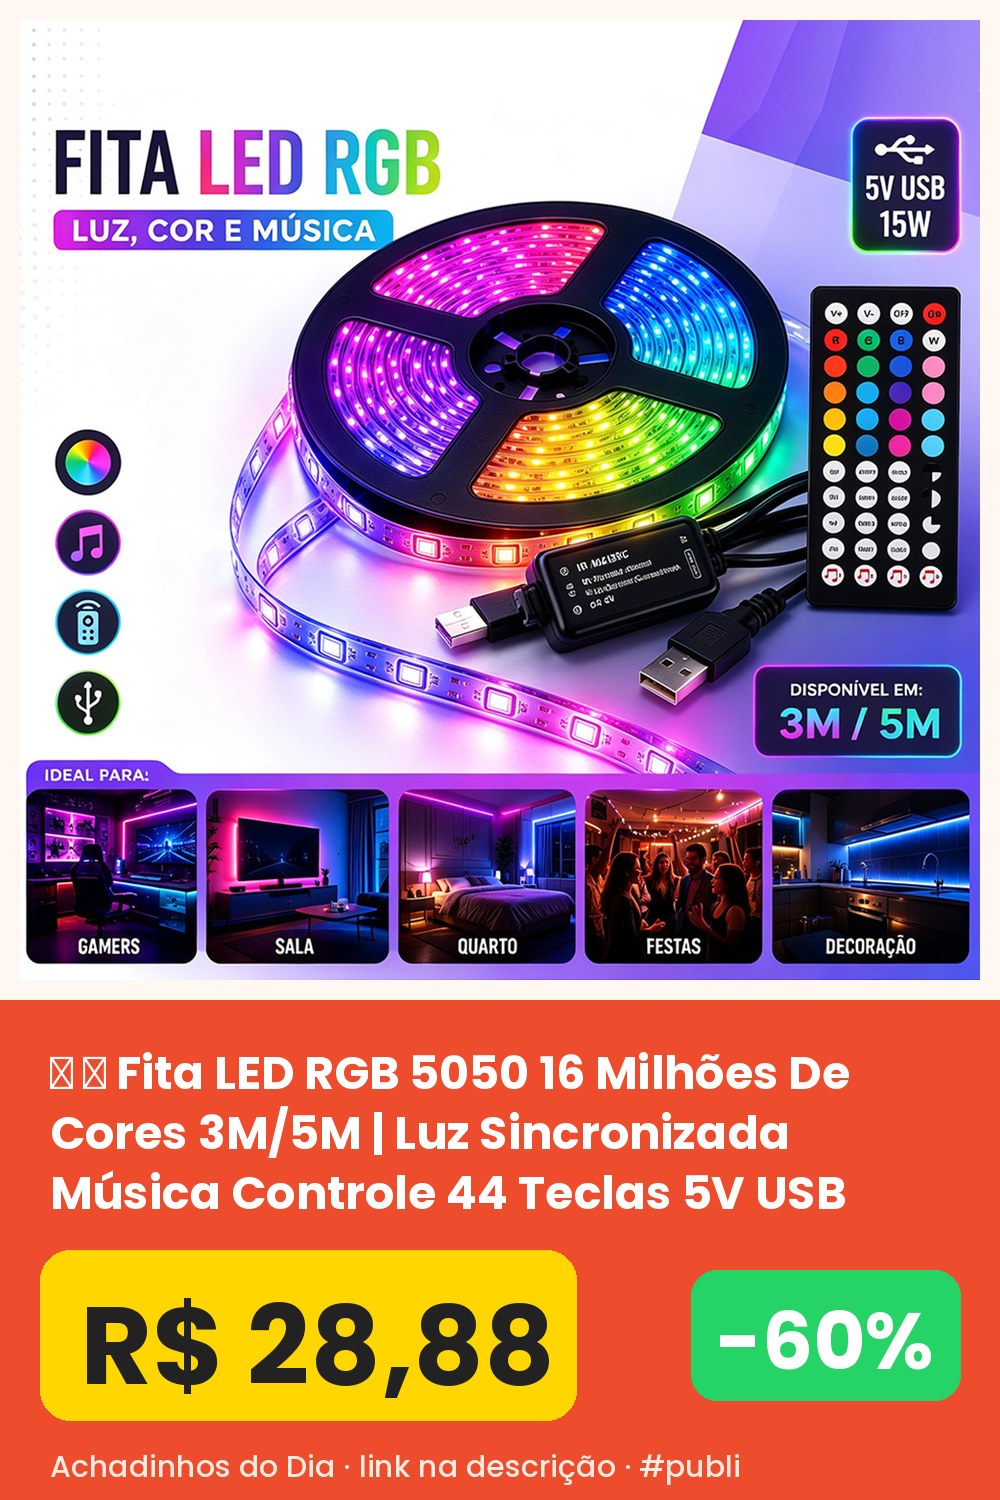 FITA LED RGB
LUZ, COR E MÚSICA
5V USB
15W
V+ V- OFF ON
R G B W
DISPONÍVEL EM:
3M / 5M
IDEAL PARA:
GAMERS
SALA
QUARTO
FESTAS
DECORAÇÃO
Fita LED RGB 5050 16 Milhões De
Cores 3M/5M | Luz Sincronizada
Música Controle 44 Teclas 5V USB
R$ 28,88
-60%
Achadinhos do Dia · link na descrição · #publi